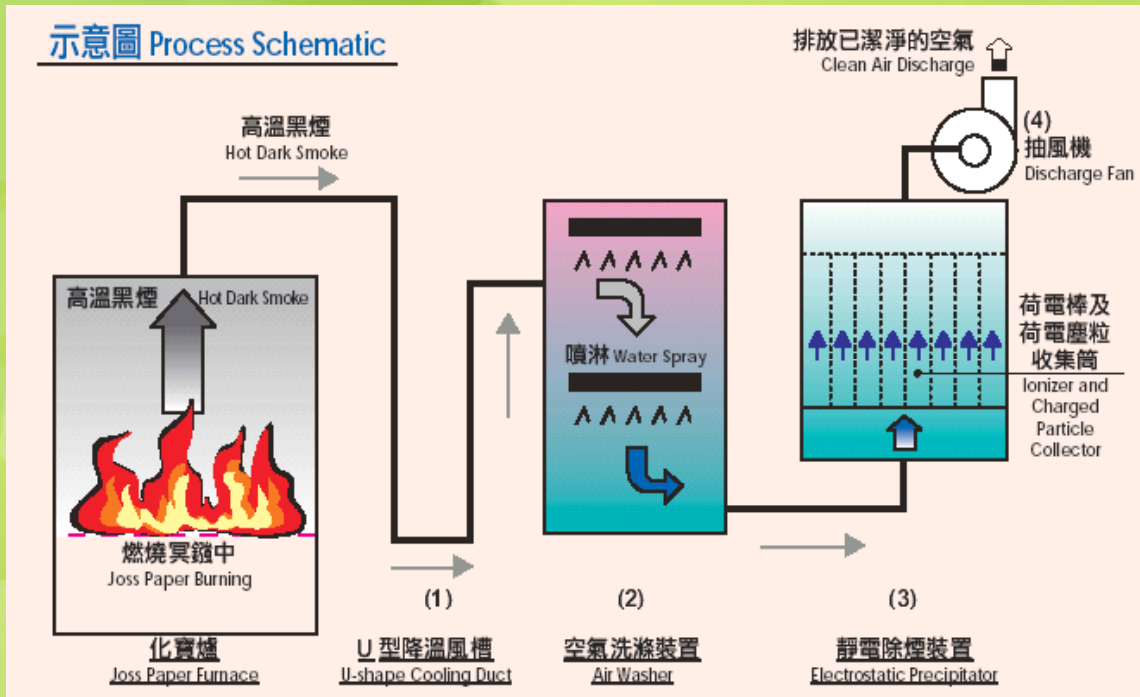 示意圖 Process Schematic
排放已潔淨的空氣
Clean Air Discharge
高溫黑煙
Hot Dark Smoke
(4)
抽風機
Discharge Fan
高溫黑煙 Hot Dark Smoke
噴淋 Water Spray
荷電棒及
荷電塵粒
收集筒
Ionizer and
Charged
Particle
Collector
燃燒冥鏹中
Joss Paper Burning
(1)
(2)
(3)
化寶爐
Joss Paper Furnace
U型降溫風槽
U-shape Cooling Duct
空氣洗滌裝置
Air Washer
靜電除煙裝置
Electrostatic Precipitator